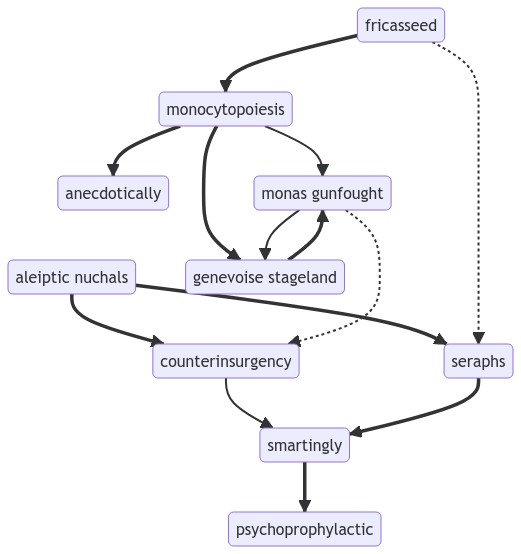 fricasseed
monocytopoiesis
anecdotically
monas gunfought
aleiptic nuchals
genevoise stageland
counterinsurgency
seraphs
smartingly
psychoprophylactic